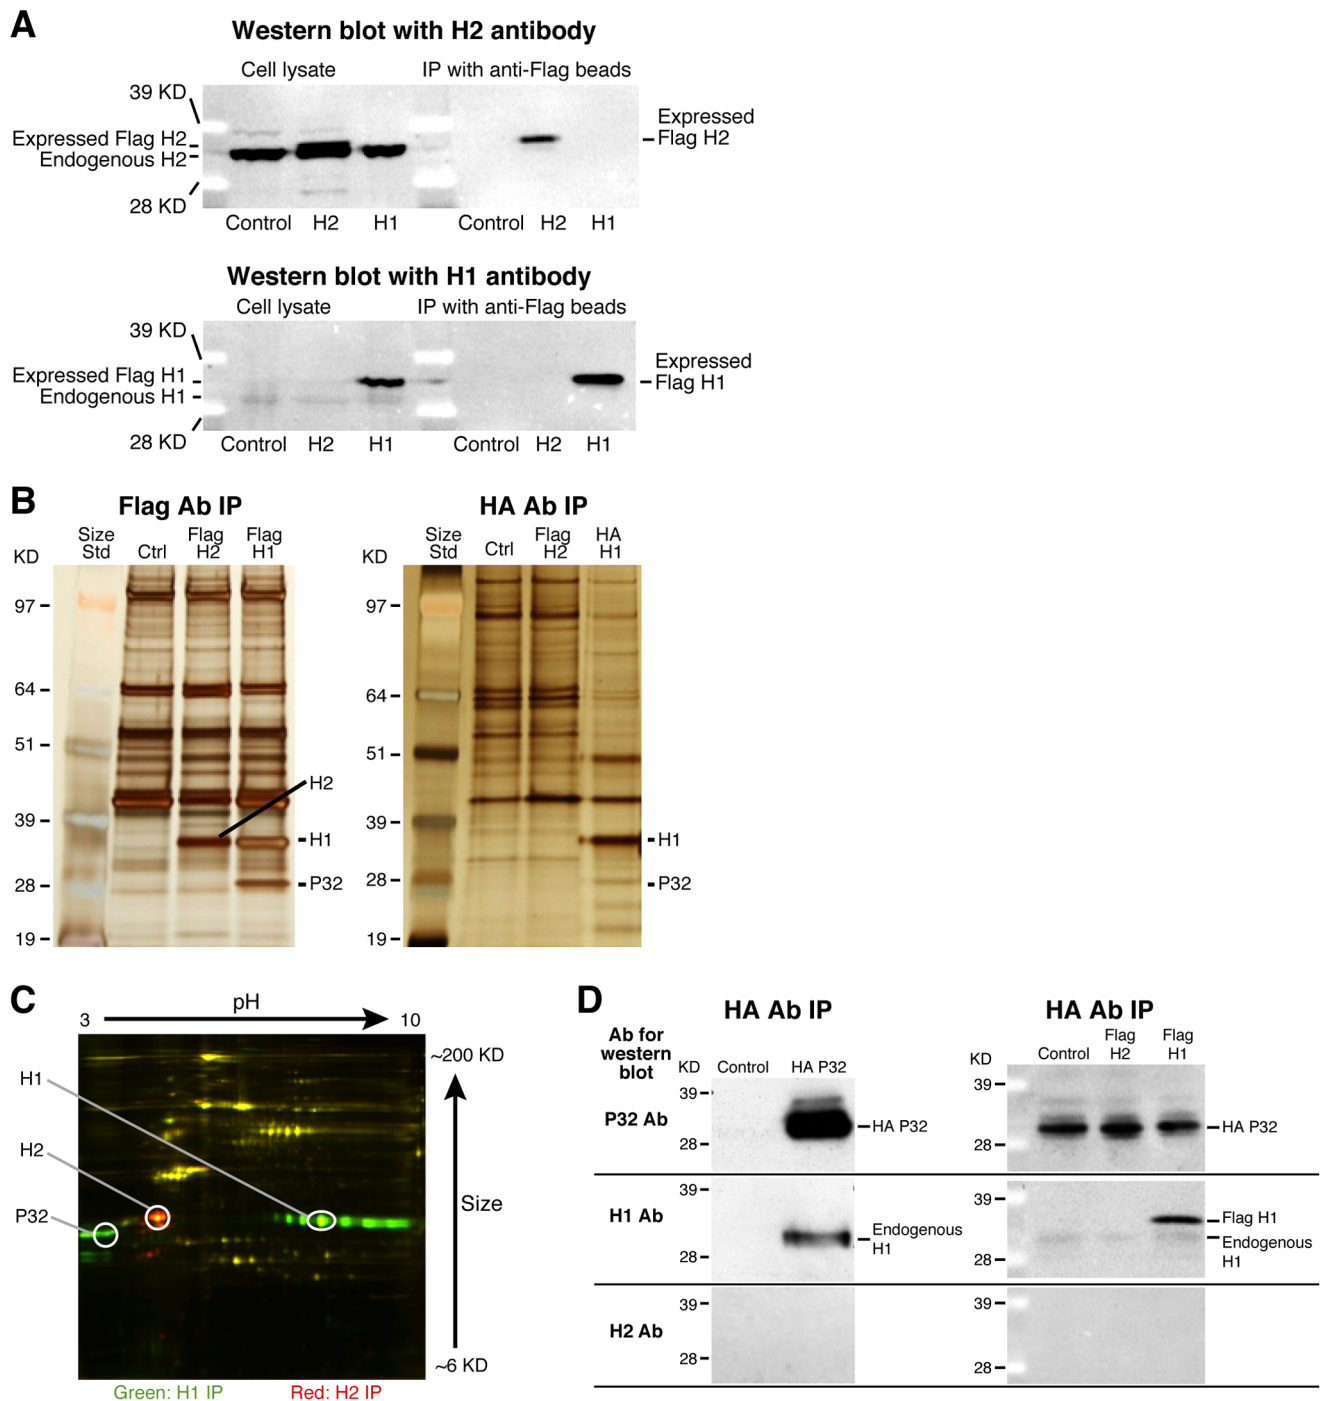 A
Western blot with H2 antibody
Cell lysate
IP with anti-Flag beads
39 KD
Expressed Flag H2
Endogenous H2
28 KD
Expressed
Flag H2
Control H2 H1
Control H2 H1
Western blot with H1 antibody
Cell lysate
IP with anti-Flag beads
39 KD
Expressed Flag H1
Endogenous H1
28 KD
Expressed
Flag H1
Control H2 H1
Control H2 H1
B
Flag Ab IP
KD
Size
Std
Ctrl
Flag
H2
Flag
H1
97
64
51
39
28
19
H2
H1
P32
HA Ab IP
KD
Size
Std
Ctrl
Flag
H2
HA
H1
97
64
51
39
28
19
H1
P32
C
pH
3
10
H1
H2
P32
~200 KD
Size
~6 KD
Green: H1 IP
Red: H2 IP
D
HA Ab IP
HA Ab IP
Ab for
western
blot
KD
Control
HA P32
KD
Control
Flag
H2
Flag
H1
P32 Ab
39
28
HA P32
39
28
HA P32
H1 Ab
39
28
Endogenous
H1
39
28
Flag H1
Endogenous
H1
H2 Ab
39
28
39
28